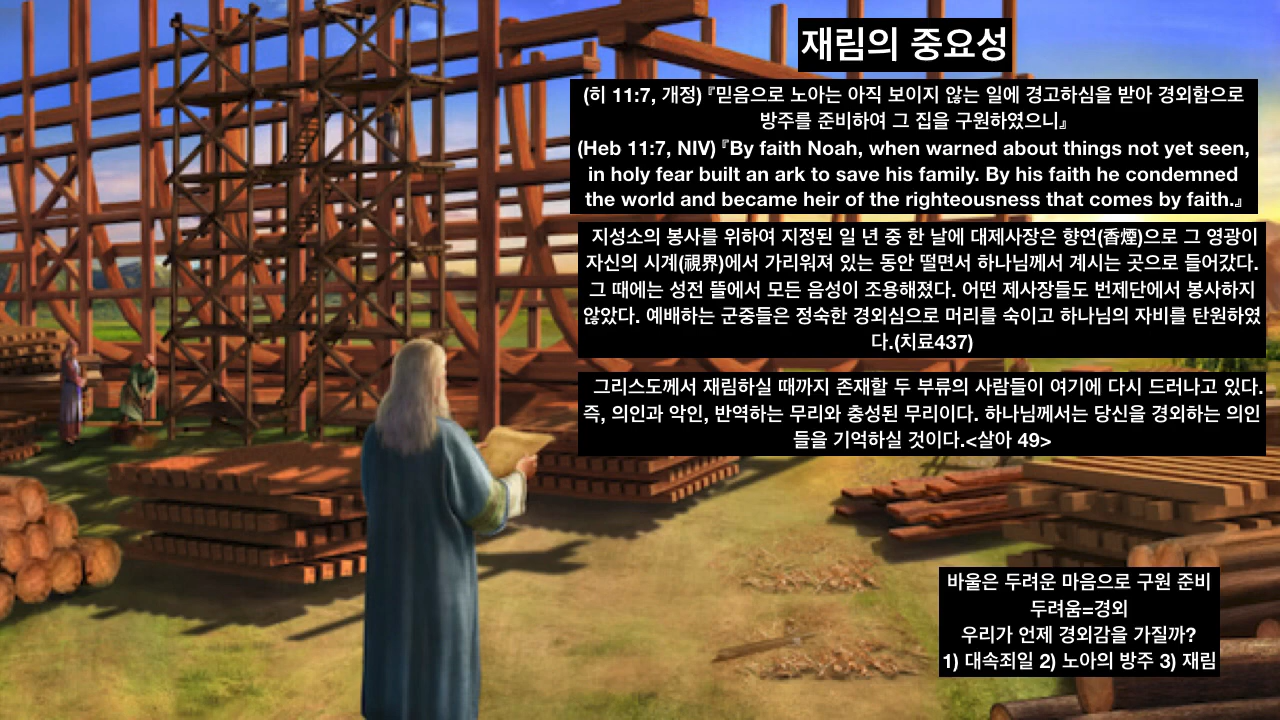 재림의 중요성
(히 11:7, 개정)『믿음으로 노아는 아직 보이지 않는 일에 경고하심을 받아 경외함으로
방주를 준비하여 그 집을 구원하였으니』
(Heb 11:7, NIV)『By faith Noah, when warned about things not yet seen,
in holy fear built an ark to save his family. By his faith he condemned
the world and became heir of the righteousness that comes by faith.』
지성소의 봉사를 위하여 지정된 일 년 중 한 날에 대제사장은 향연(香煙)으로 그 영광이
자신의 시계(視界)에서 가리워져 있는 동안 떨면서 하나님께서 계시는 곳으로 들어갔다.
그 때에는 성전 뜰에서 모든 음성이 조용해졌다. 어떤 제사장들도 번제단에서 봉사하지
않았다. 예배하는 군중들은 정숙한 경외심으로 머리를 숙이고 하나님의 자비를 탄원하였
다.(치료437)
그리스도께서 재림하실 때까지 존재할 두 부류의 사람들이 여기에 다시 드러나고 있다.
즉, 의인과 악인, 반역하는 무리와 충성된 무리이다. 하나님께서는 당신을 경외하는 의인
들을 기억하실 것이다.<살아 49>
바울은 두려운 마음으로 구원 준비
두려움=경외
우리가 언제 경외감을 가질까?
1) 대속죄일 2) 노아의 방주 3) 재림